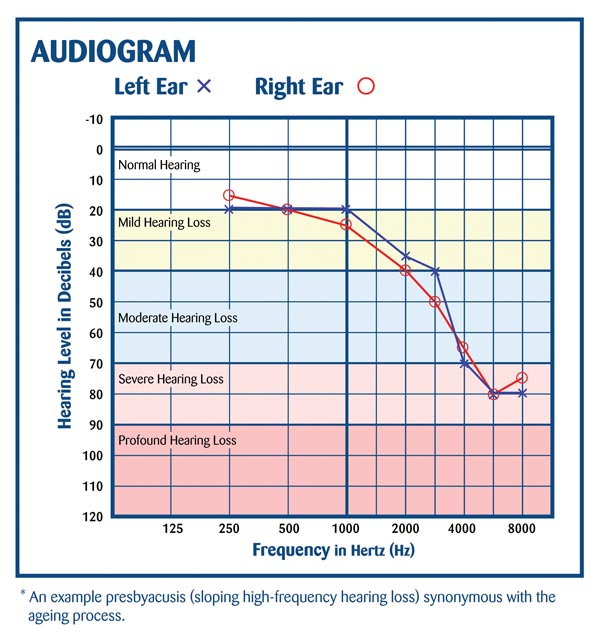 AUDIOGRAM
Left Ear × Right Ear ○
-10
0
Normal Hearing
10
20
Mild Hearing Loss
30
40
50
Moderate Hearing Loss
60
70
Severe Hearing Loss
80
90
Profound Hearing Loss
100
110
120
Hearing Level in Decibels (dB)
125 250 500 1000 2000 4000 8000
Frequency in Hertz (Hz)
* An example presbyacusis (sloping high-frequency hearing loss) synonymous with the
ageing process.